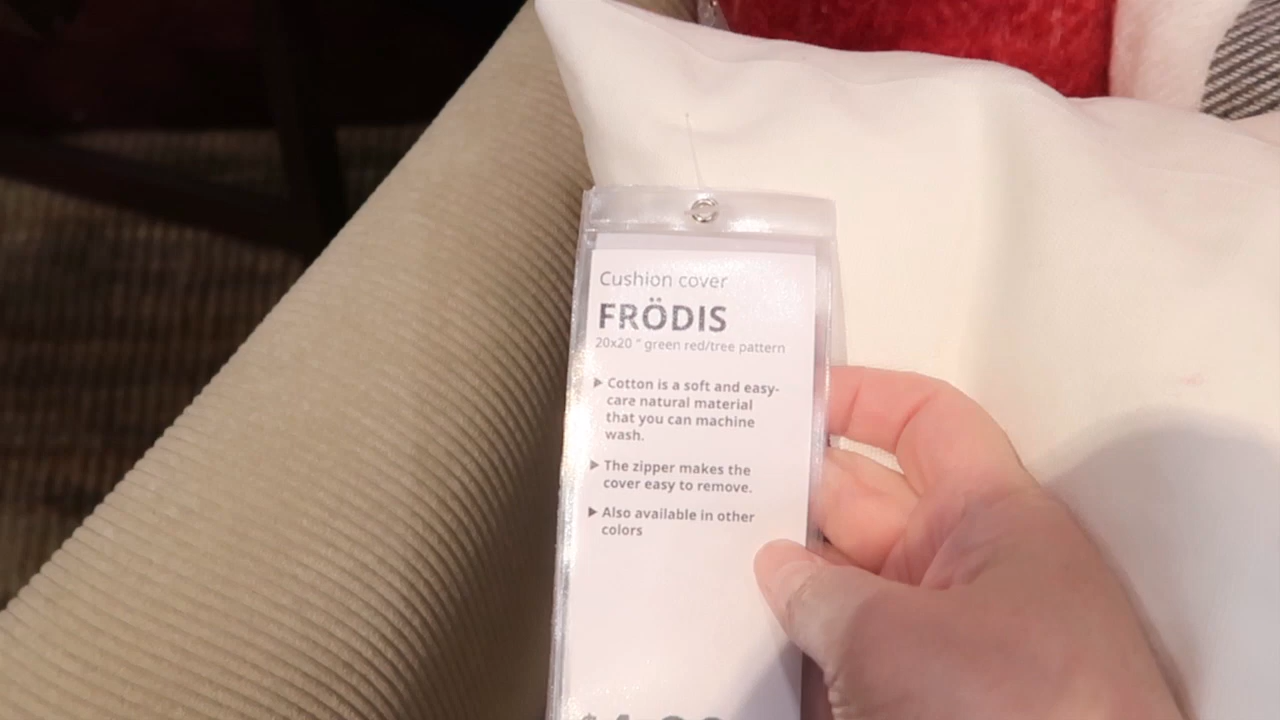 Cushion cover
FRÖDIS
20x20 " green red/tree pattern
▶ Cotton is a soft and easy-
care natural material
that you can machine
wash.
▶ The zipper makes the
cover easy to remove.
▶ Also available in other
colors